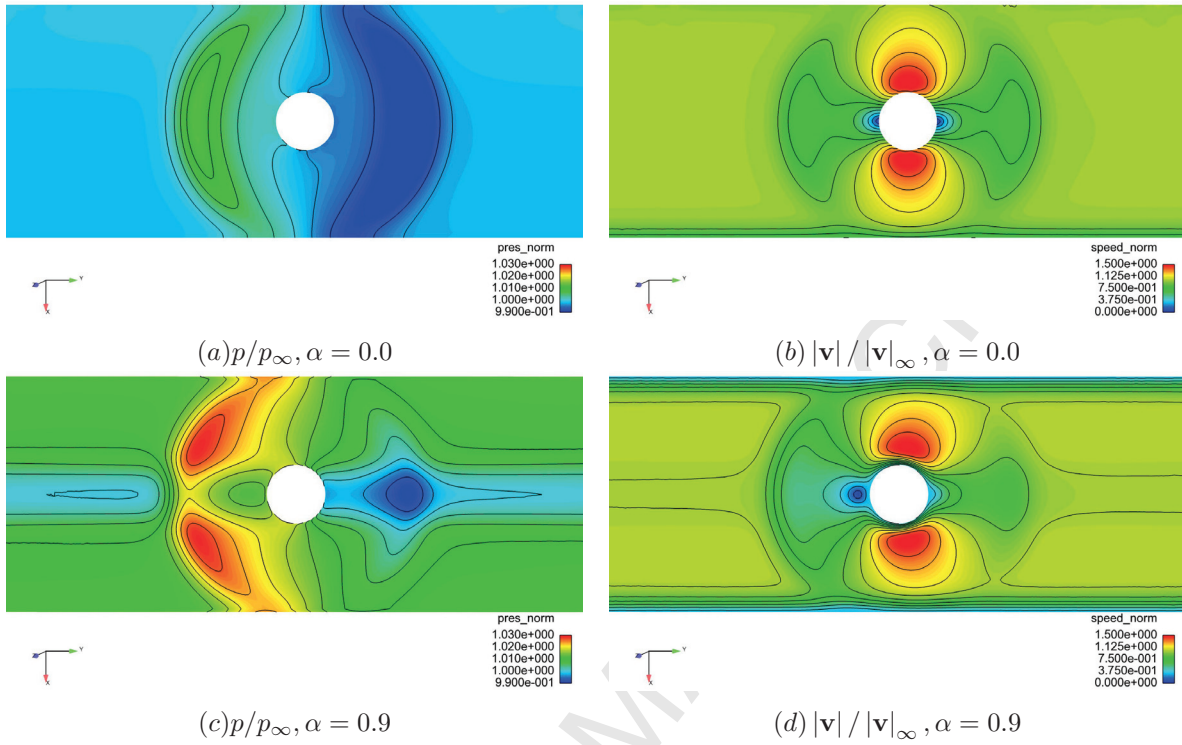 pres_norm
1.030e+000
1.020e+000
1.010e+000
1.000e+000
9.900e-001
Z Y
X
speed_norm
1.500e+000
1.125e+000
7.500e-001
3.750e-001
0.000e+000
Z Y
X
(a)p/p∞, α = 0.0
(b) |v| / |v|∞ , α = 0.0
pres_norm
1.030e+000
1.020e+000
1.010e+000
1.000e+000
9.900e-001
Z Y
X
speed_norm
1.500e+000
1.125e+000
7.500e-001
3.750e-001
0.000e+000
Z Y
X
(c)p/p∞, α = 0.9
(d) |v| / |v|∞ , α = 0.9